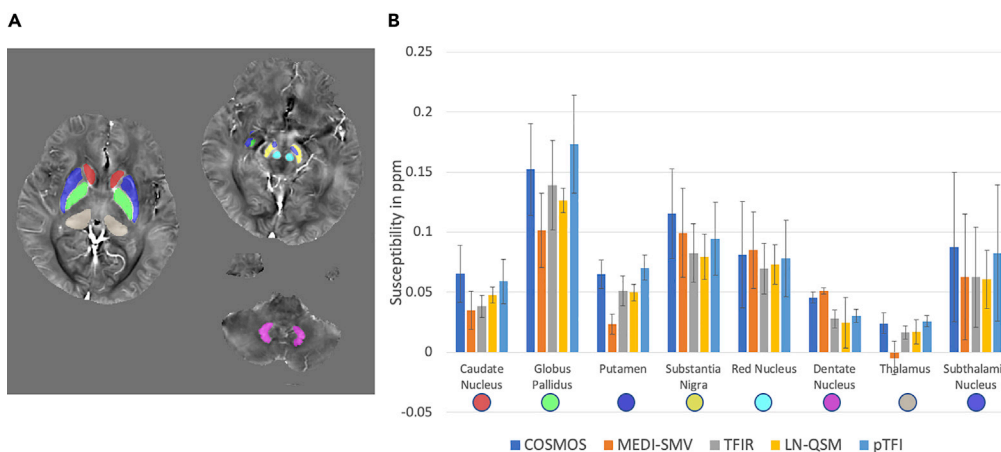 A
B
Susceptibility in ppm
0.25
0.2
0.15
0.1
0.05
0
-0.05
Caudate
Nucleus
Globus
Pallidus
Putamen
Substantia
Nigra
Red Nucleus
Dentate
Nucleus
Thalamus
Subthalami
Nucleus
COSMOS MEDI-SMV TFIR LN-QSM pTFI